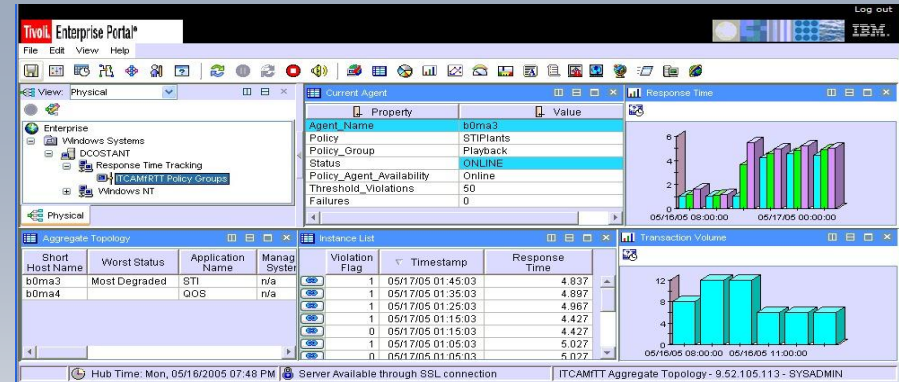 Log out
Tivoli. Enterprise Portal
IBM.
File Edit View Help
View: Physical
Enterprise
Windows Systems
DCOSTANT
Response Time Tracking
ITCAMfRTT Policy Groups
Windows NT
Physical
Current Agent
Property Value
Agent_Name b0ma3
Policy STIPlants
Policy_Group Playback
Status ONLINE
Policy_Agent_Availability Online
Threshold_Violations 50
Failures 0
Response Time
6
4
2
0
05/16/05 08:00:00 05/17/05 00:00:00
Aggregate Topology
Short Host Name Worst Status Application Name Manag Syster
b0ma3 Most Degraded STI n/a
b0ma4 QOS n/a
Instance List
Violation Flag Timestamp Response Time
1 05/17/05 01:45:03 4.837
1 05/17/05 01:35:03 4.897
1 05/17/05 01:25:03 4.967
1 05/17/05 01:15:03 4.427
0 05/17/05 01:15:03 4.427
1 05/17/05 01:05:03 5.027
0 05/17/05 01:05:03 5.027
Transaction Volume
12
8
4
0
05/16/05 08:00:00 05/16/05 11:00:00
Hub Time: Mon, 05/16/2005 07:48 PM
Server Available through SSL connection
ITCAMfTT Aggregate Topology - 9.52.105.113 - SYSADMIN